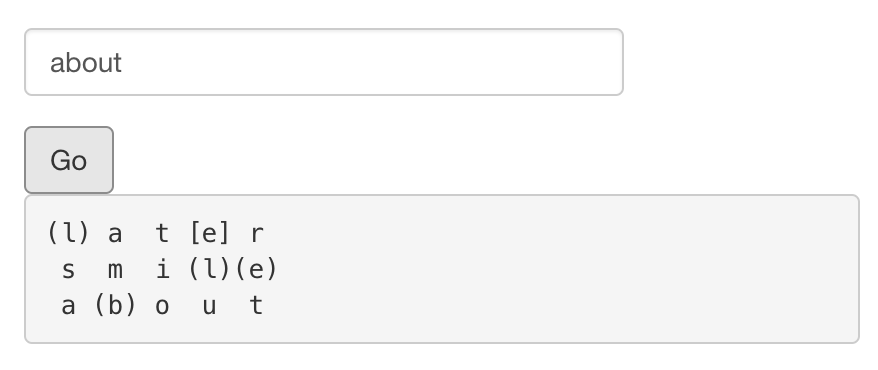 about
Go
(l) a  t [e] r
 s  m  i (l)(e)
 a (b) o  u  t